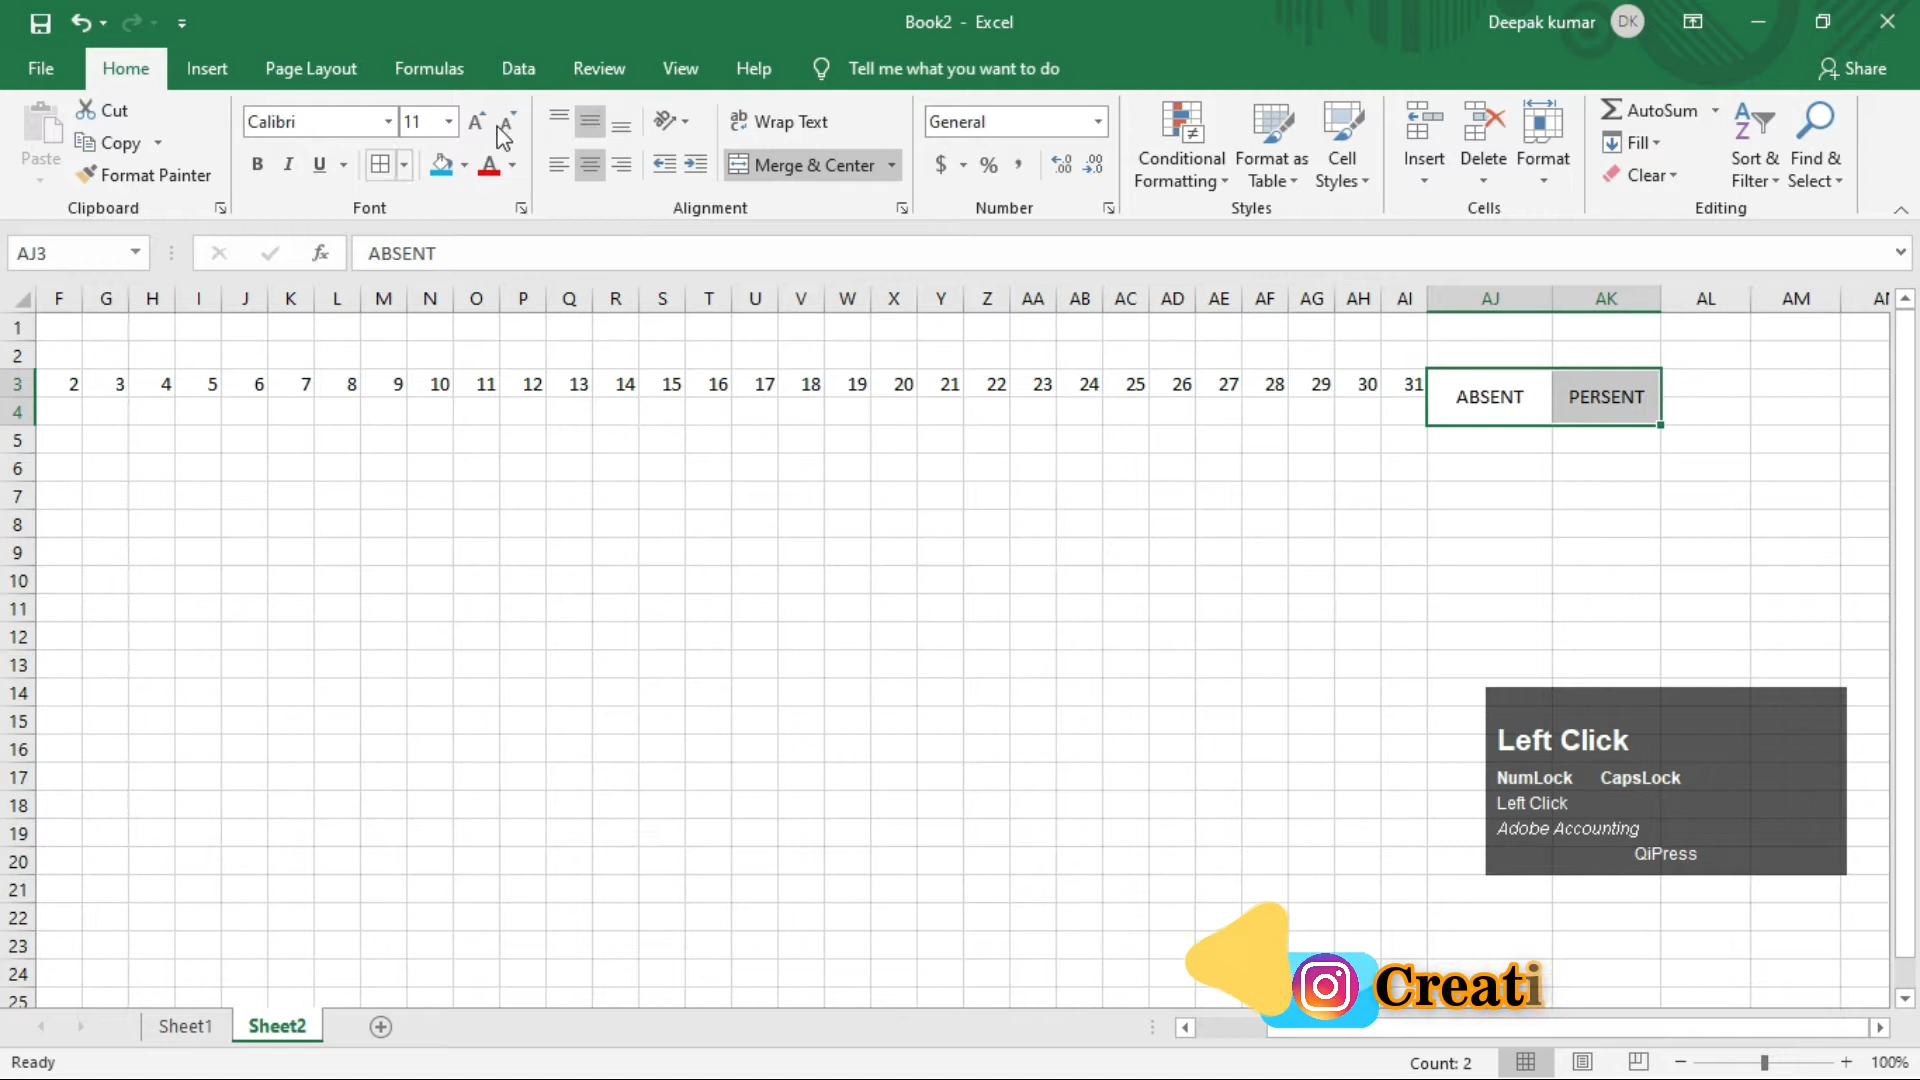 Book2 - Excel
Deepak kumar DK
File Home Insert Page Layout Formulas Data Review View Help Tell me what you want to do Share
Paste
Cut
Copy
Format Painter
Clipboard
Calibri 11
B I U A
Font
Wrap Text
Merge & Center
Alignment
General
$ % ,
Number
Conditional Formatting
Format as Table
Cell Styles
Styles
Insert Delete Format
Cells
AutoSum
Fill
Clear
Sort & Filter
Find & Select
Editing
AJ3 fx ABSENT
F G H I J K L M N O P Q R S T U V W X Y Z AA AB AC AD AE AF AG AH AI AJ AK AL AM
1
2
3 2 3 4 5 6 7 8 9 10 11 12 13 14 15 16 17 18 19 20 21 22 23 24 25 26 27 28 29 30 31 ABSENT PERSENT
4
5
6
7
8
9
10
11
12
13
14
15
16
17
18
19
20
21
22
23
24
25
Left Click
NumLock CapsLock
Left Click
Adobe Accounting
QiPress
Creati
Sheet1 Sheet2
Ready Count: 2 100%